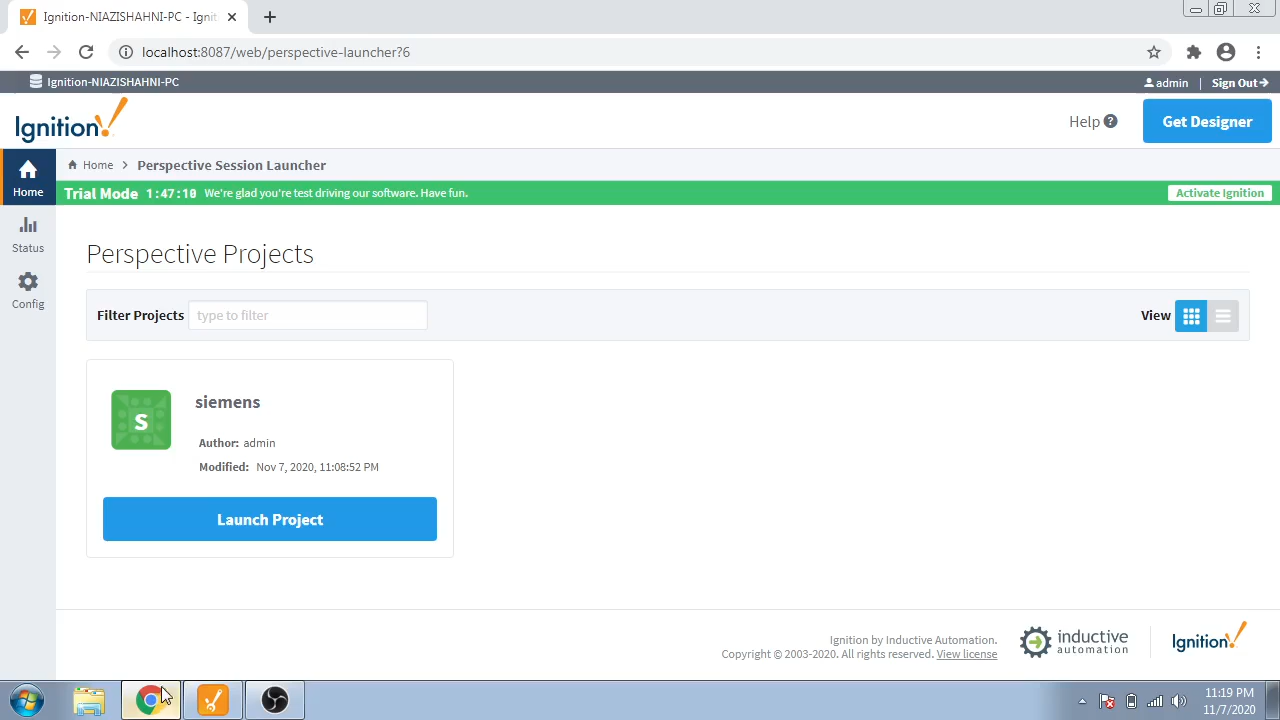 Ignition-NIAZISHAHNI-PC - Ignit
localhost:8087/web/perspective-launcher?6
Ignition-NIAZISHAHNI-PC
admin | Sign Out
Ignition!
Help ?
Get Designer
Home > Perspective Session Launcher
Home
Trial Mode 1:47:10 We're glad you're test driving our software. Have fun.
Activate Ignition
Status
Config
Perspective Projects
Filter Projects type to filter
View
S
siemens
Author: admin
Modified: Nov 7, 2020, 11:08:52 PM
Launch Project
Ignition by Inductive Automation.
Copyright © 2003-2020. All rights reserved. View license
inductive
automation
Ignition!
11:19 PM
11/7/2020